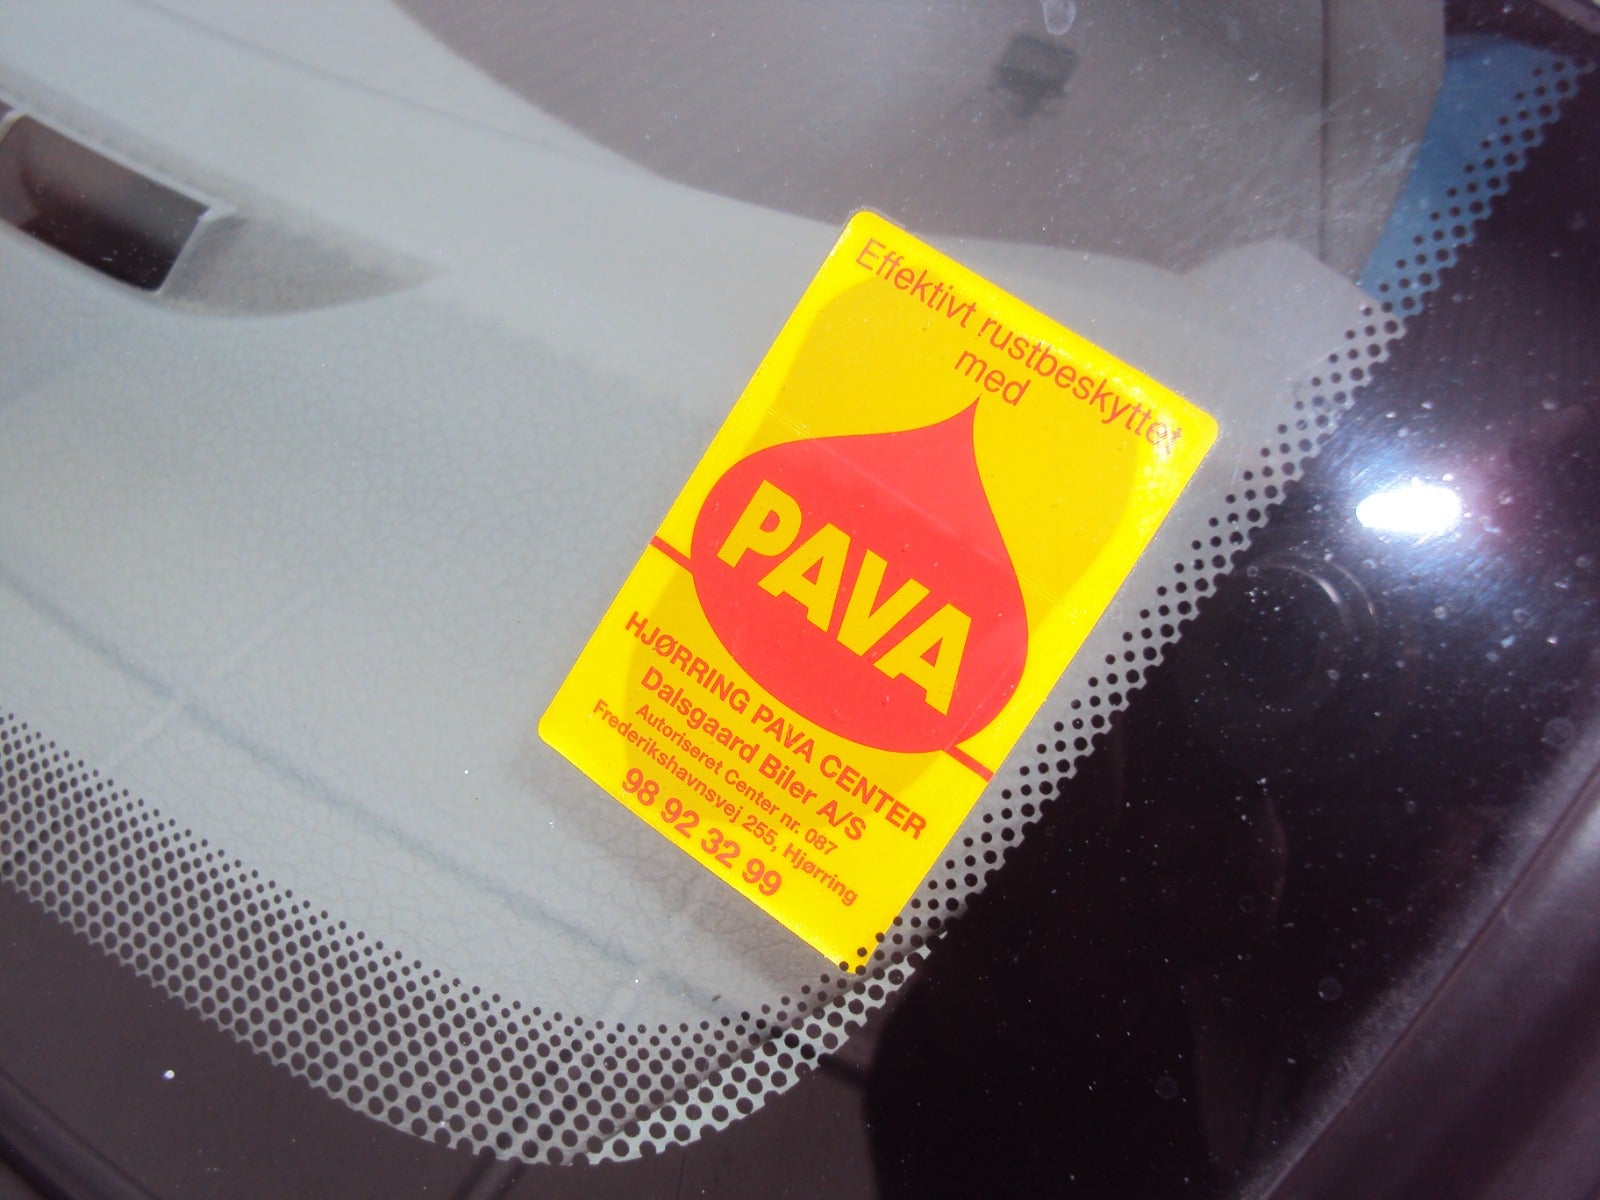 Effektivt rustbeskyttet
med
PAVA
HJØRRING PAVA CENTER
Dalsgaard Biler A/S
Autoriseret Center nr. 087
Frederikshavnsvej 255, Hjørring
98 92 32 99